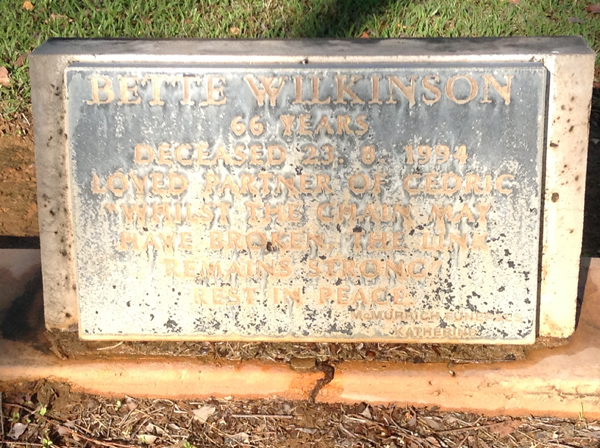 BETTE WILKINSON
66 YEARS
DECEASED 23. 8. 1994
LOVED PARTNER OF CEDRIC
"WHILST THE CHAIN MAY
HAVE BROKEN, THE LINK
REMAINS STRONG."
REST IN PEACE.
KATHERINE